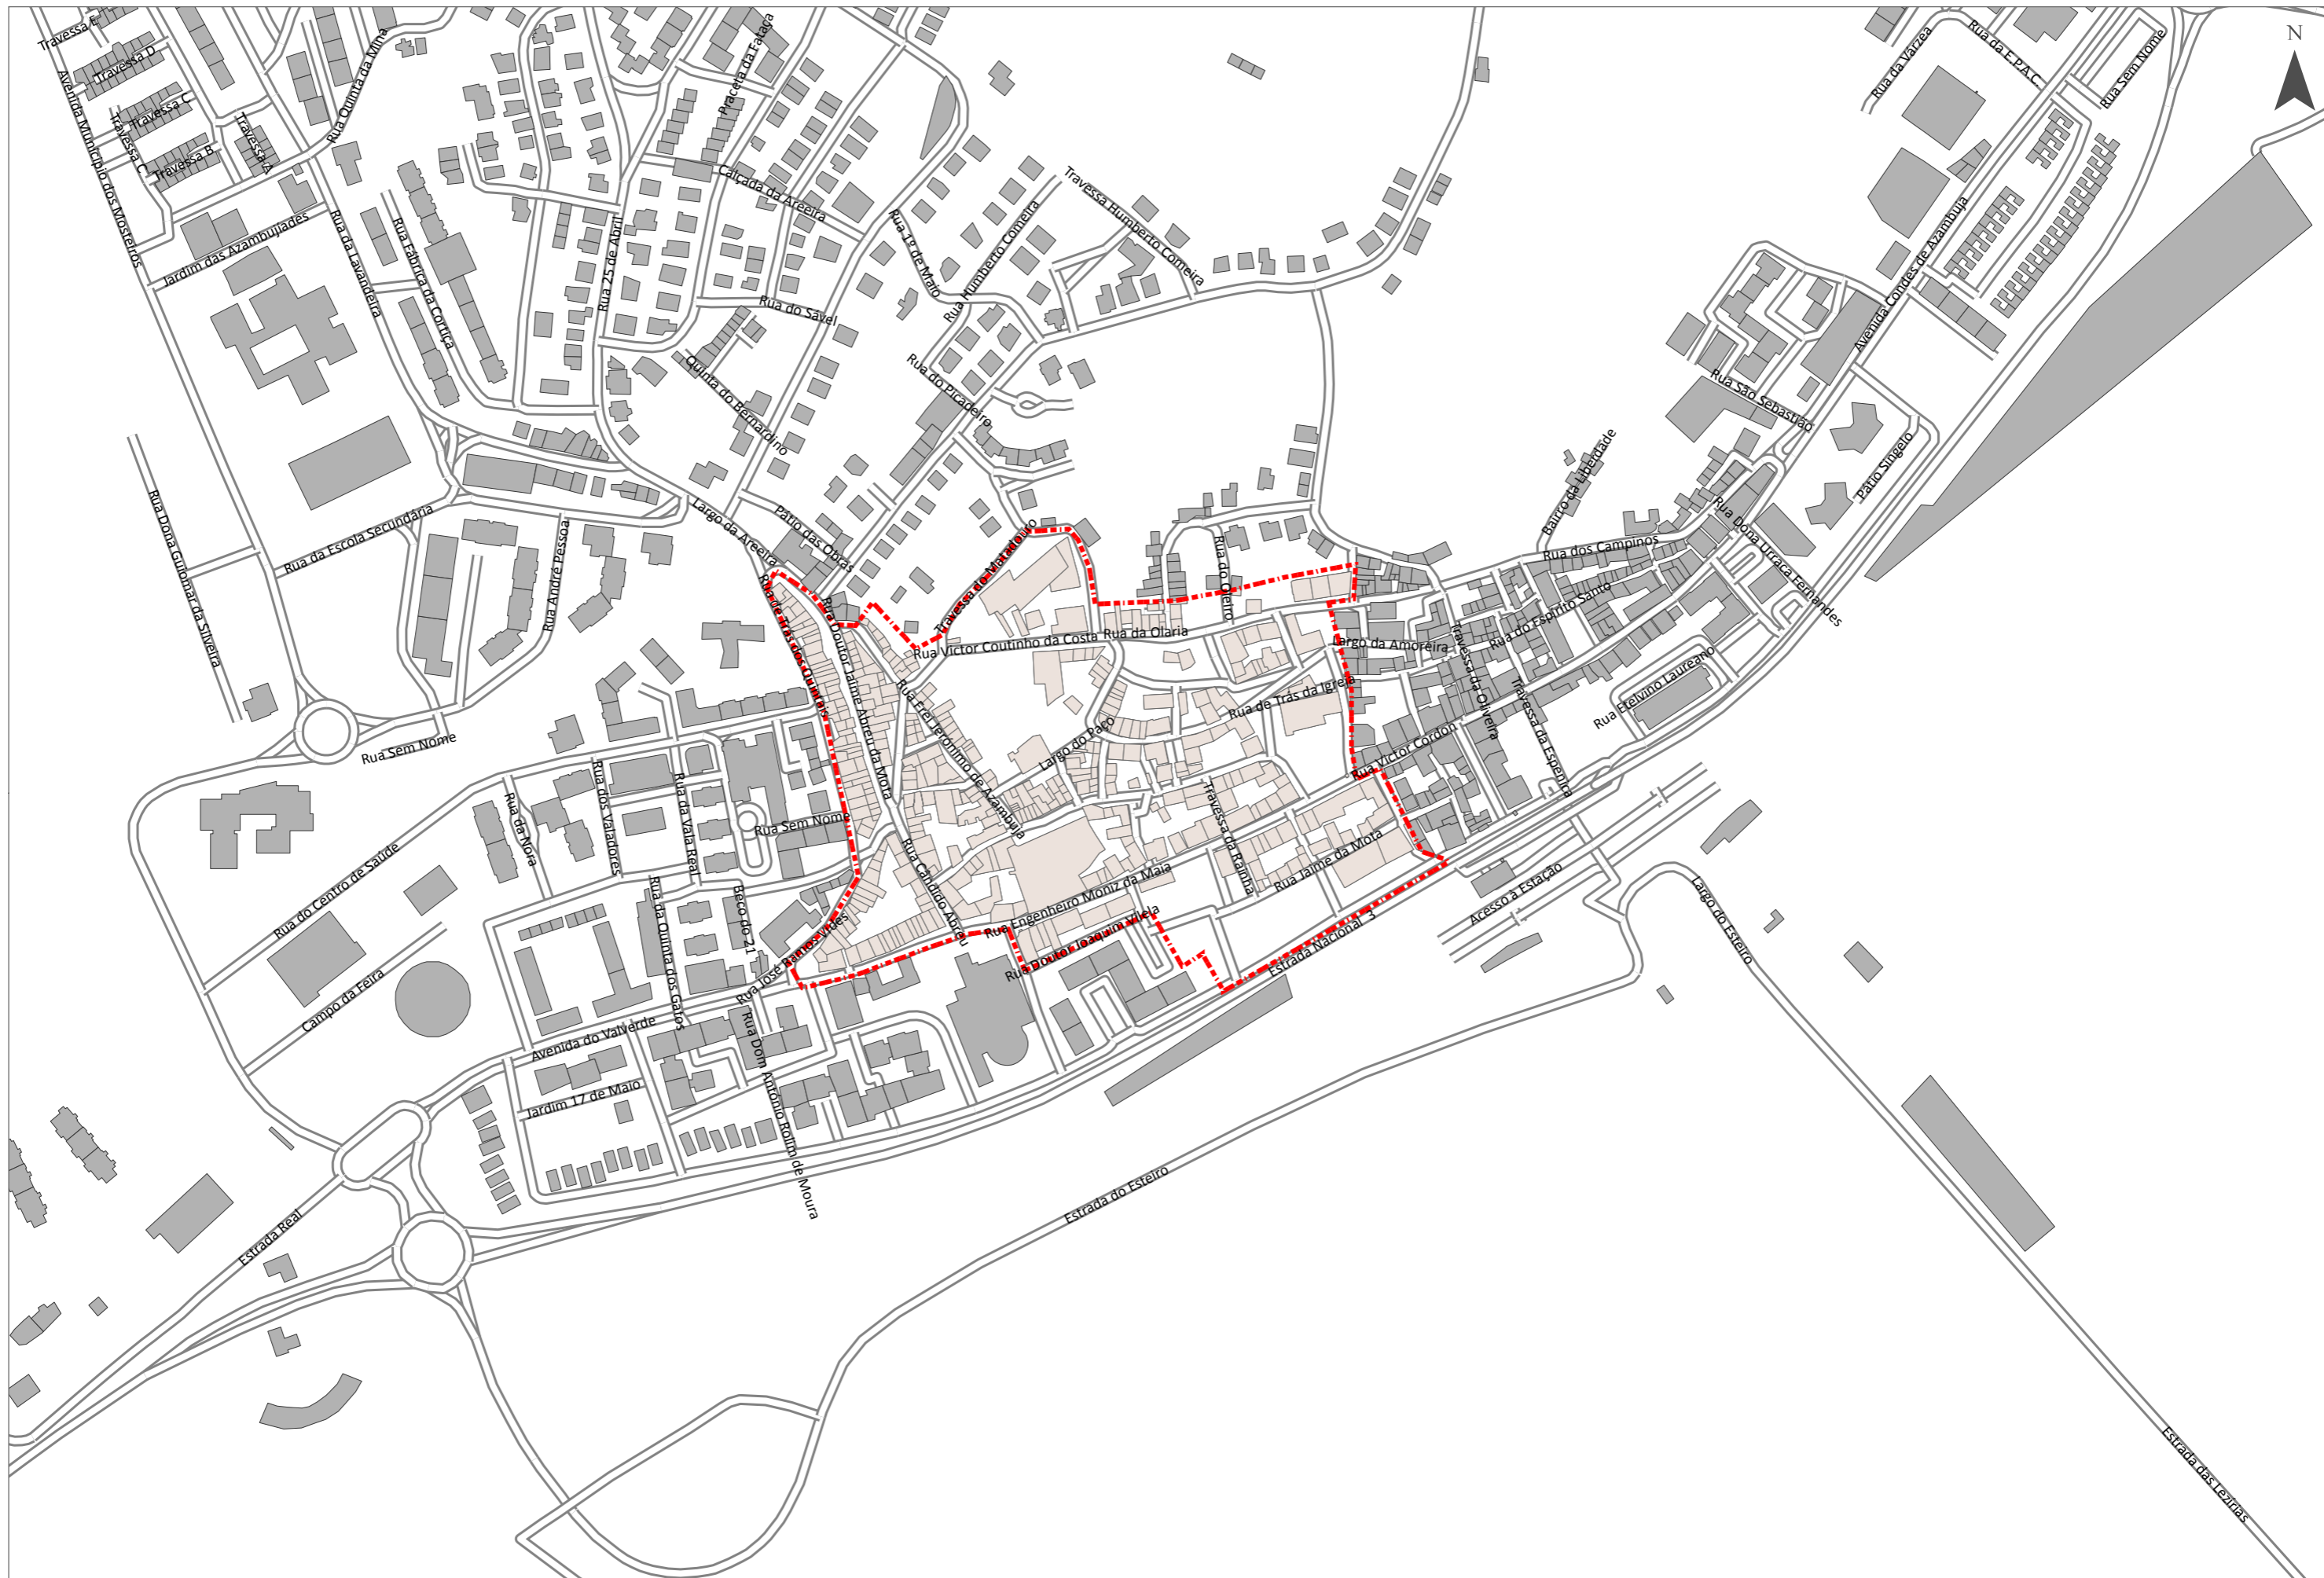 Travessa E
Travessa D
Travessa C
Travessa C
Travessa B
Travessa A
Avenida Município dos Mosteiros
Rua Quinta da Mina
Jardim das Azambujades
Rua da Lavandeira
Rua Fábrica da Cortiça
Rua 25 de Abril
Praceta da Fataça
Calçada da Areeira
Rua do Sável
Quinta do Bernardino
Rua 1º de Maio
Rua Humberto Comeira
Travessa Humberto Comeira
Rua do Picadeiro
Rua da Várzea
Rua da E.P.A.C.
Rua Sem Nome
N
Avenida Condes de Azambuja
Rua São Sebastião
Pátio Singelo
Bairro da Liberdade
Rua Dona Urraca Fernandes
Rua dos Campinos
Rua do Espírito Santo
Rua Dona Guiomar da Silveira
Rua da Escola Secundária
Rua André Pessoa
Largo da Areeira
Pátio das Obras
Travessa do Matadouro
Rua do Oleiro
Rua de Trás dos Quintais
Rua Doutor Jaime Abreu da Mota
Rua Victor Coutinho da Costa
Rua da Olaria
Largo da Amoreira
Travessa da Oliveira
Travessa da Espenica
Rua Etelvino Laureano
Rua Frei Jerónimo de Azambuja
Largo do Paço
Rua de Trás da Igreja
Rua Victor Cordon
Rua Sem Nome
Rua do Centro de Saúde
Rua da Nora
Rua dos Valadores
Rua da Vala Real
Rua Sem Nome
Travessa da Rainha
Rua Jaime da Mota
Rua Cândido Abreu
Rua Engenheiro Moniz da Maia
Rua Doutor Joaquim Vilela
Rua José Ramos Vides
Beco do 21
Rua da Quinta dos Gatos
Campo da Feira
Avenida do Valverde
Jardim 17 de Maio
Rua Dom António Rolim de Moura
Estrada Nacional 3
Acesso à Estação
Largo do Esteiro
Estrada do Esteiro
Estrada Real
Estrada das Lezírias